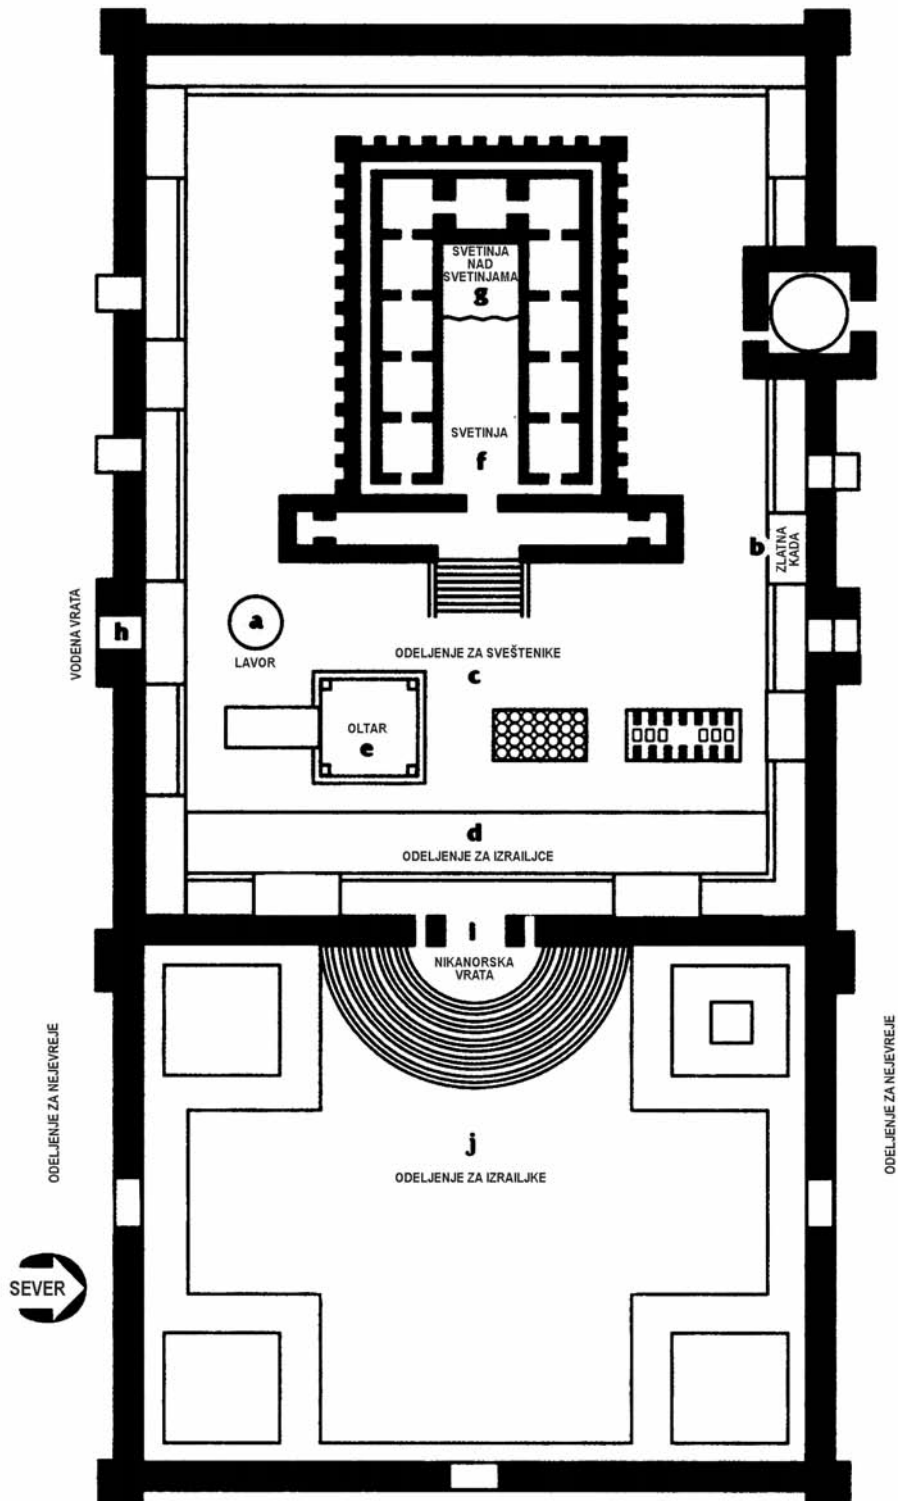 SVETINJA
NAD
SVETINJAMA
g
SVETINJA
f
b
ZLATNA
KADA
VODENA VRATA
h
a
LAVOR
ODELJENJE ZA SVEŠTENIKE
c
OLTAR
e
d
ODELJENJE ZA IZRAILJCE
i
NIKANORSKA
VRATA
ODELJENJE ZA NEJEVREJE
ODELJENJE ZA NEJEVREJE
j
ODELJENJE ZA IZRAILJKE
SEVER